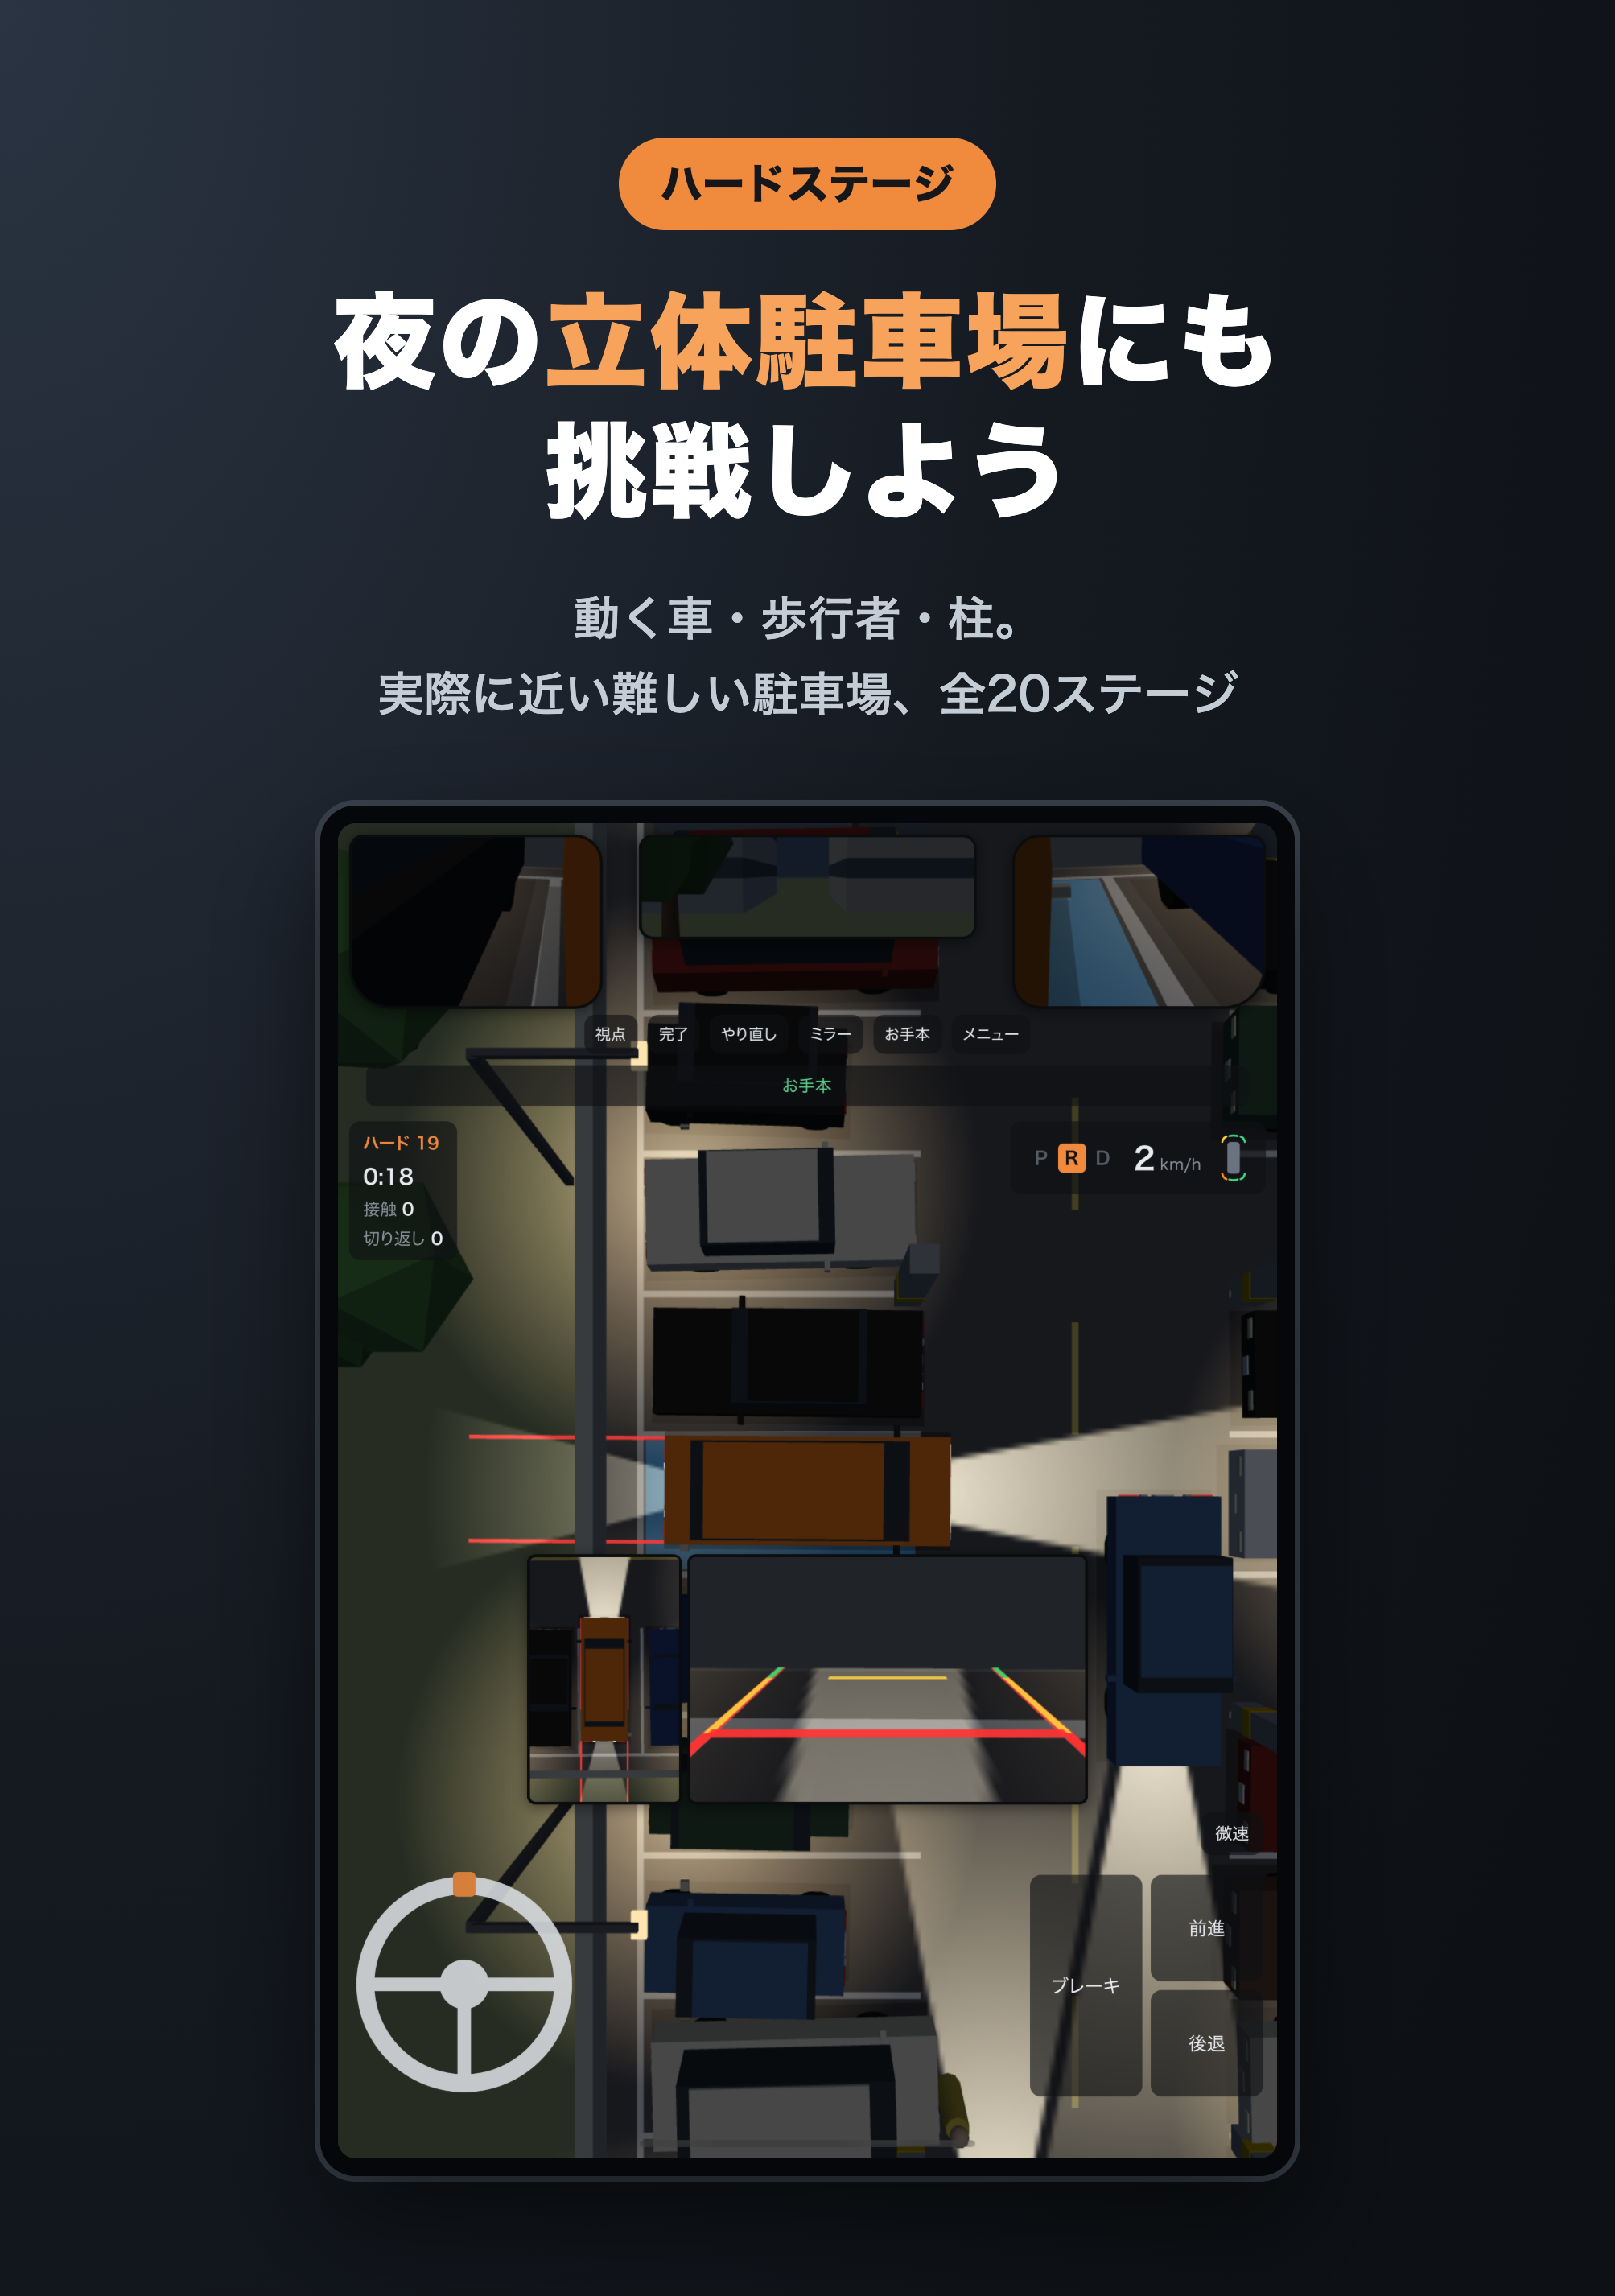 ハードステージ
夜の立体駐車場にも
挑戦しよう
動く車・歩行者・柱。
実際に近い難しい駐車場、全20ステージ
視点 完了 やり直し ミラー お手本 メニュー
お手本
ハード 19
0:18
接触 0
切り返し 0
P R D 2 km/h
微速
前進
ブレーキ
後退